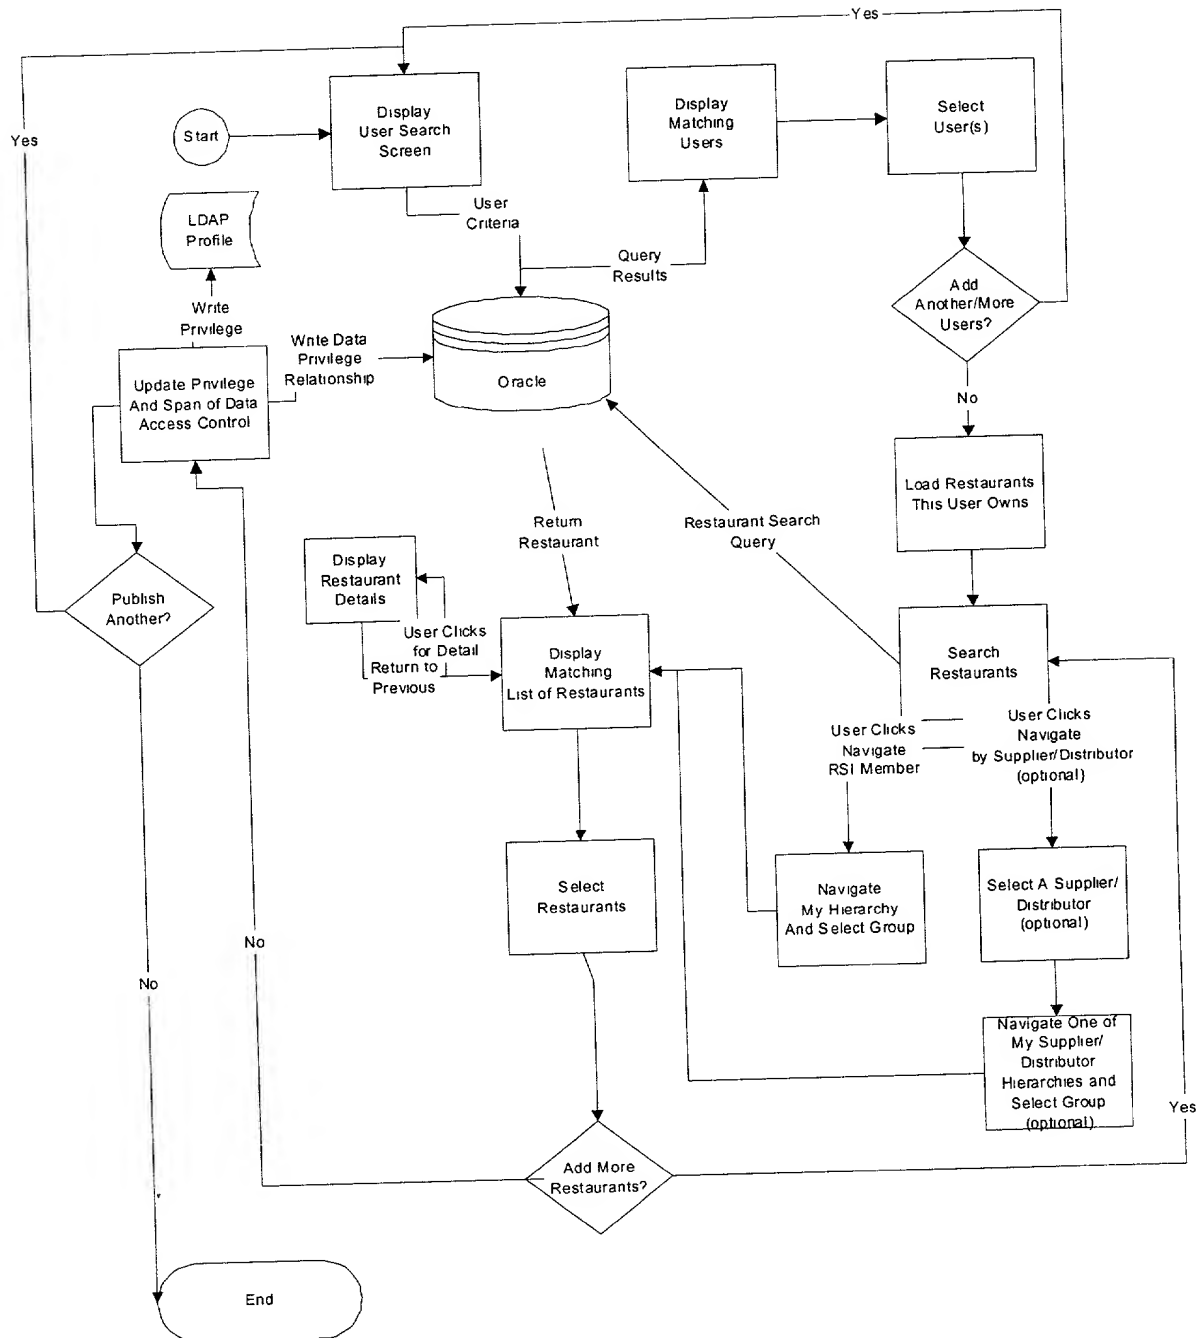 Yes
Yes
Start
Display
User Search
Screen
Display
Matching
Users
Select
User(s)
LDAP
Profile
User
Criteria
Query
Results
Add
Another/More
Users?
Write
Privilege
Write Data
Privilege
Relationship
Oracle
Update Privilege
And Span of Data
Access Control
No
Load Restaurants
This User Owns
Return
Restaurant
Restaurant Search
Query
Display
Restaurant
Details
Publish
Another?
User Clicks
for Detail
Return to
Previous
Display
Matching
List of Restaurants
Search
Restaurants
User Clicks
Navigate
RSI Member
User Clicks
Navigate
by Supplier/Distributor
(optional)
Select
Restaurants
Navigate
My Hierarchy
And Select Group
Select A Supplier/
Distributor
(optional)
No
No
Navigate One of
My Supplier/
Distributor
Hierarchies and
Select Group
(optional)
Yes
Add More
Restaurants?
End